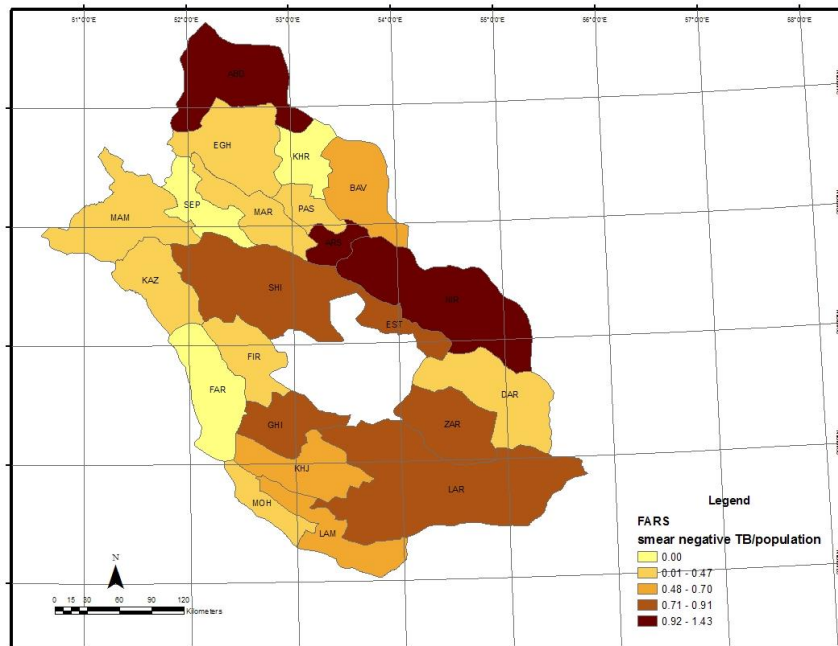 51°0'0"E 52°0'0"E 53°0'0"E 54°0'0"E 55°0'0"E 56°0'0"E 57°0'0"E 58°0'0"E
EGH
KHR
BAV
SEP
MAR
PAS
MAM
KAZ
SHI
EST
FIR
FAR
DAR
GHI
ZAR
KHJ
LAR
MOH
LAM
Legend
FARS
smear negative TB/population
0.00
0.01 - 0.47
0.48 - 0.70
0.71 - 0.91
0.92 - 1.43
N
0 15 30 60 90 120
Kilometers